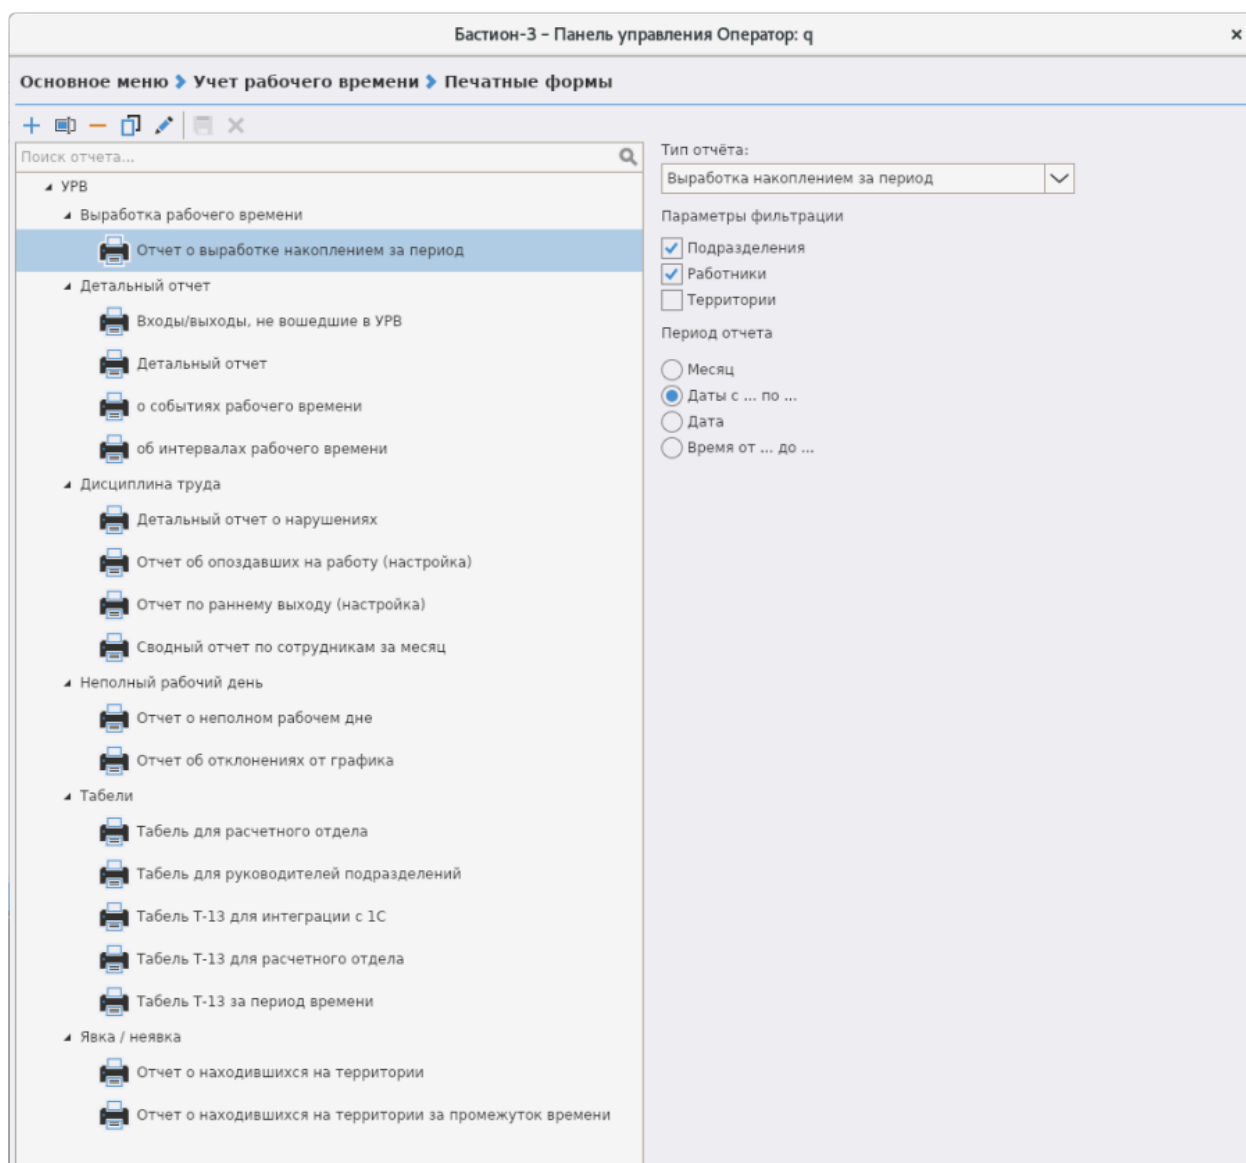 Бастион-3 – Панель управления Оператор: q
Основное меню Учет рабочего времени Печатные формы
Поиск отчета...
УРВ
Выработка рабочего времени
Отчет о выработке накоплением за период
Детальный отчет
Входы/выходы, не вошедшие в УРВ
Детальный отчет
о событиях рабочего времени
об интервалах рабочего времени
Дисциплина труда
Детальный отчет о нарушениях
Отчет об опоздавших на работу (настройка)
Отчет по раннему выходу (настройка)
Сводный отчет по сотрудникам за месяц
Неполный рабочий день
Отчет о неполном рабочем дне
Отчет об отклонениях от графика
Табели
Табель для расчетного отдела
Табель для руководителей подразделений
Табель Т-13 для интеграции с 1С
Табель Т-13 для расчетного отдела
Табель Т-13 за период времени
Явка / неявка
Отчет о находившихся на территории
Отчет о находившихся на территории за промежуток времени
Тип отчёта:
Выработка накоплением за период
Параметры фильтрации
Подразделения
Работники
Территории
Период отчета
Месяц
Даты с ... по ...
Дата
Время от ... до ...